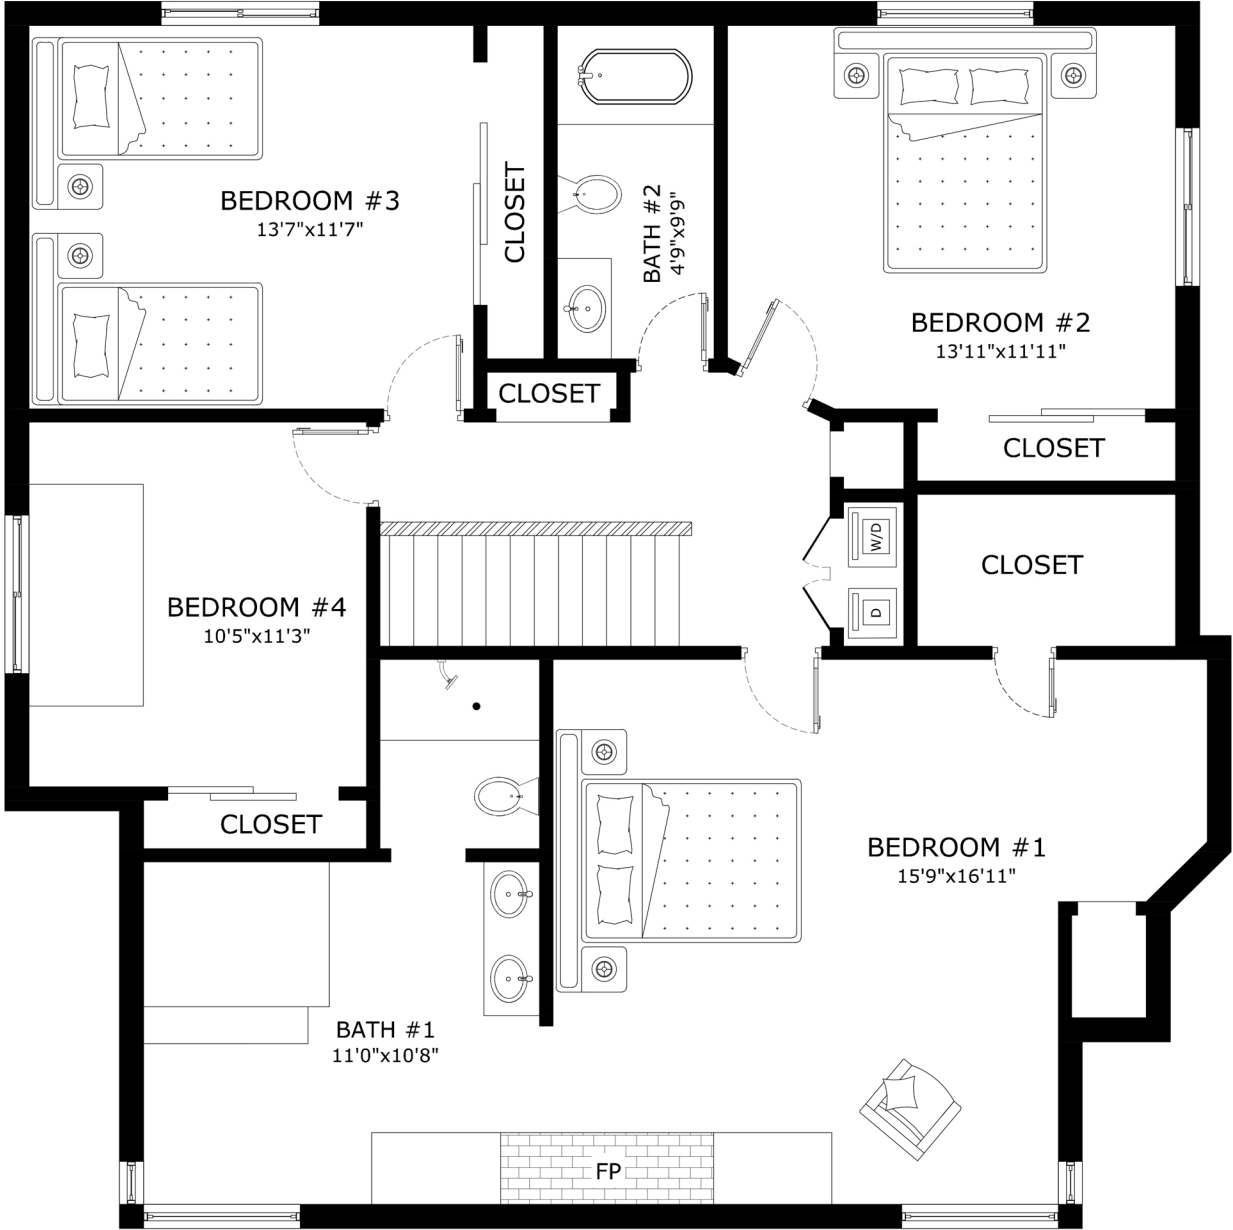 BEDROOM #3
13'7"x11'7"
CLOSET
BATH #2
4'9"x9'9"
BEDROOM #2
13'11"x11'11"
CLOSET
CLOSET
W/D
D
CLOSET
BEDROOM #4
10'5"x11'3"
CLOSET
BEDROOM #1
15'9"x16'11"
BATH #1
11'0"x10'8"
FP